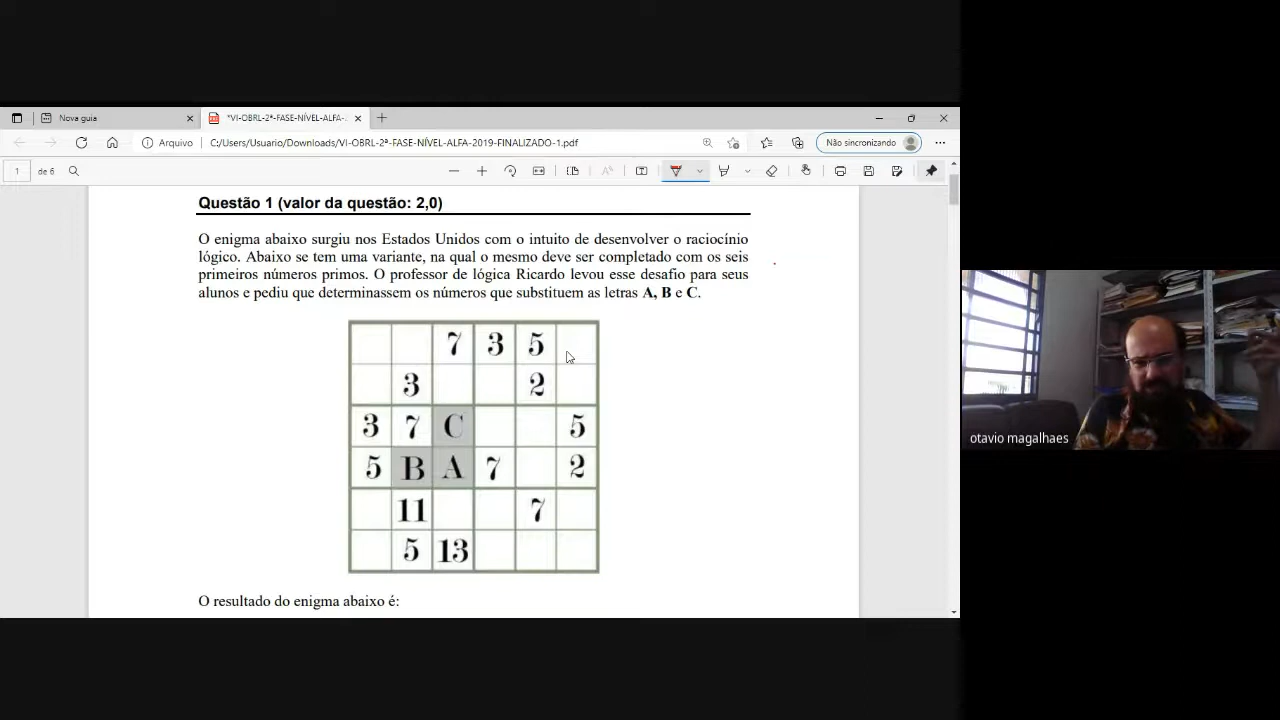 Nova guia
*VI-OBRL-2ª-FASE-NÍVEL-ALFA-
Arquivo
C:/Users/Usuario/Downloads/VI-OBRL-2ª-FASE-NÍVEL-ALFA-2019-FINALIZADO-1.pdf
Não sincronizando
1 de 6
Questão 1 (valor da questão: 2,0)
O enigma abaixo surgiu nos Estados Unidos com o intuito de desenvolver o raciocínio
lógico. Abaixo se tem uma variante, na qual o mesmo deve ser completado com os seis
primeiros números primos. O professor de lógica Ricardo levou esse desafio para seus
alunos e pediu que determinassem os números que substituem as letras A, B e C.
7 3 5
3 2
3 7 C 5
5 B A 7 2
11 7
5 13
O resultado do enigma abaixo é:
otavio magalhaes